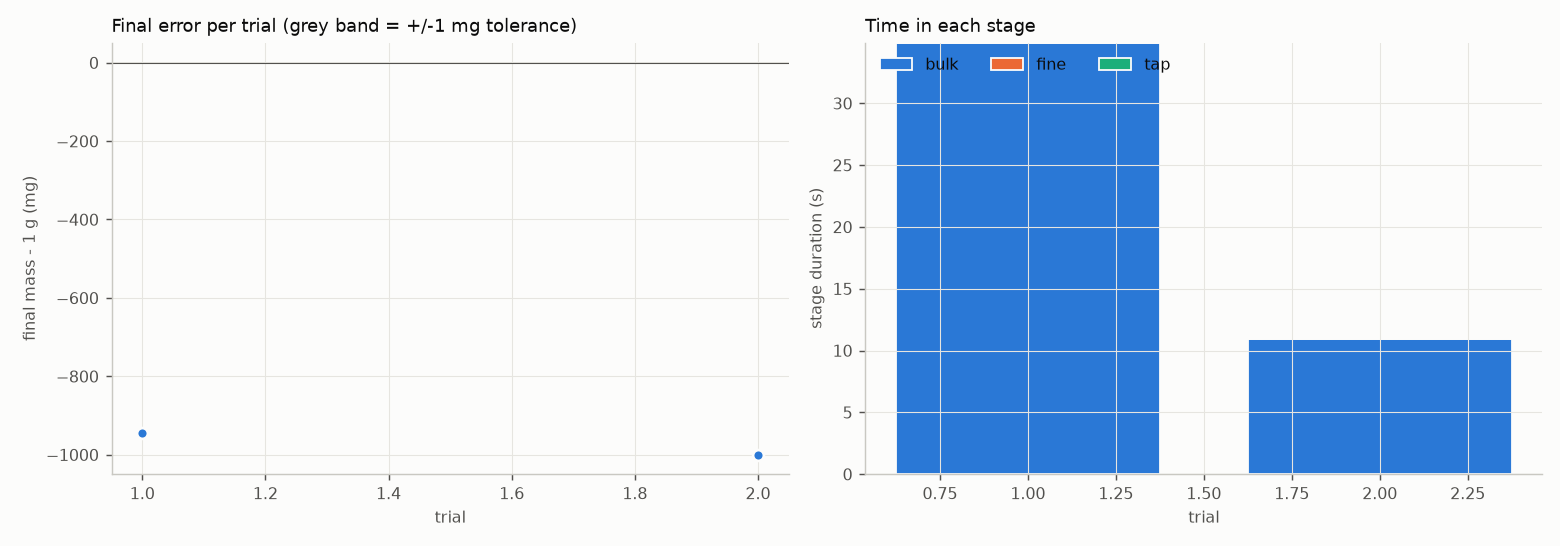 Final error per trial (grey band = +/-1 mg tolerance)
0
−200
−400
−600
−800
−1000
final mass - 1 g (mg)
1.0 1.2 1.4 1.6 1.8 2.0
trial
Time in each stage
bulk fine tap
30
25
20
15
10
5
0
stage duration (s)
0.75 1.00 1.25 1.50 1.75 2.00 2.25
trial